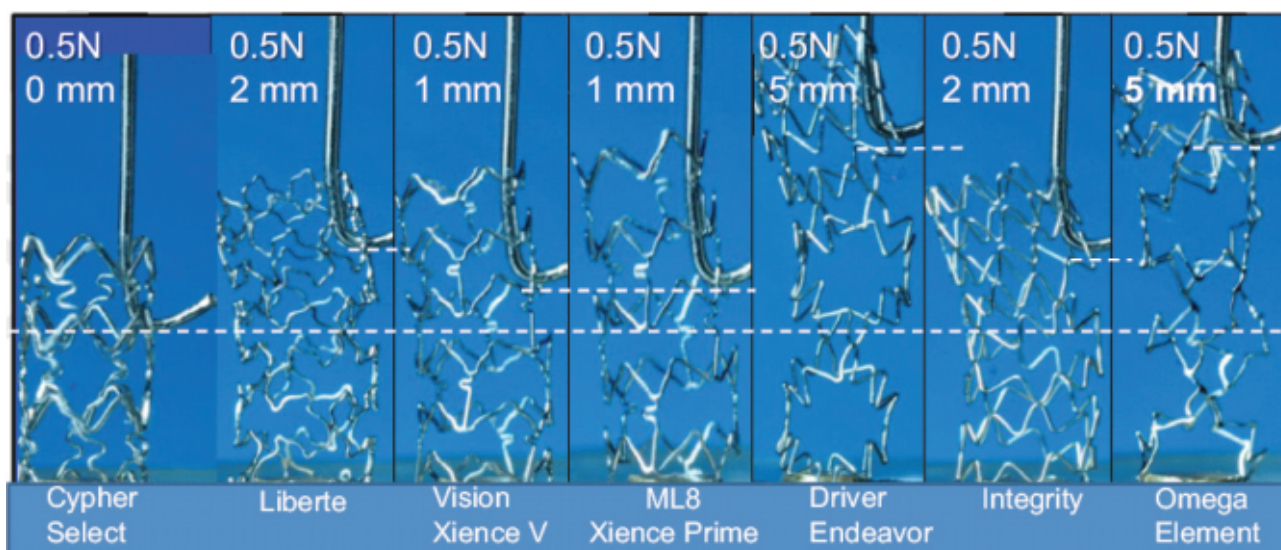 0.5N
0 mm
0.5N
2 mm
0.5N
1 mm
0.5N
1 mm
0.5N
5 mm
0.5N
2 mm
0.5N
5 mm
Cypher
Select
Liberte
Vision
Xience V
ML8
Xience Prime
Driver
Endeavor
Integrity
Omega
Element